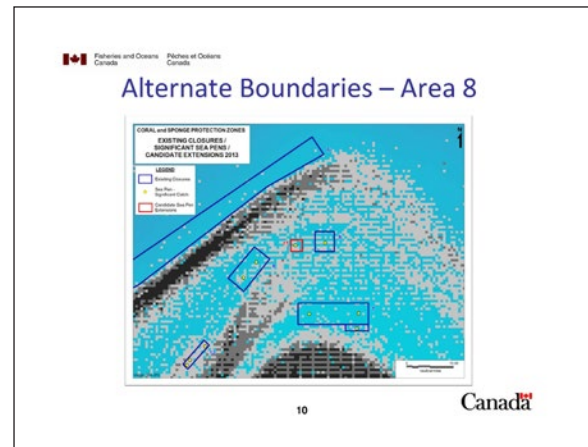 Fisheries and Oceans Pêches et Océans
Canada Canada
Alternate Boundaries – Area 8
CORAL and SPONGE PROTECTION ZONES
EXISTING CLOSURES /
SIGNIFICANT SEA PENS /
CANDIDATE EXTENSIONS 2013
LEGEND
Existing Closures
Sea Pen -
Significant Catch
Candidate Sea Pen
Extensions
N
10
Canada